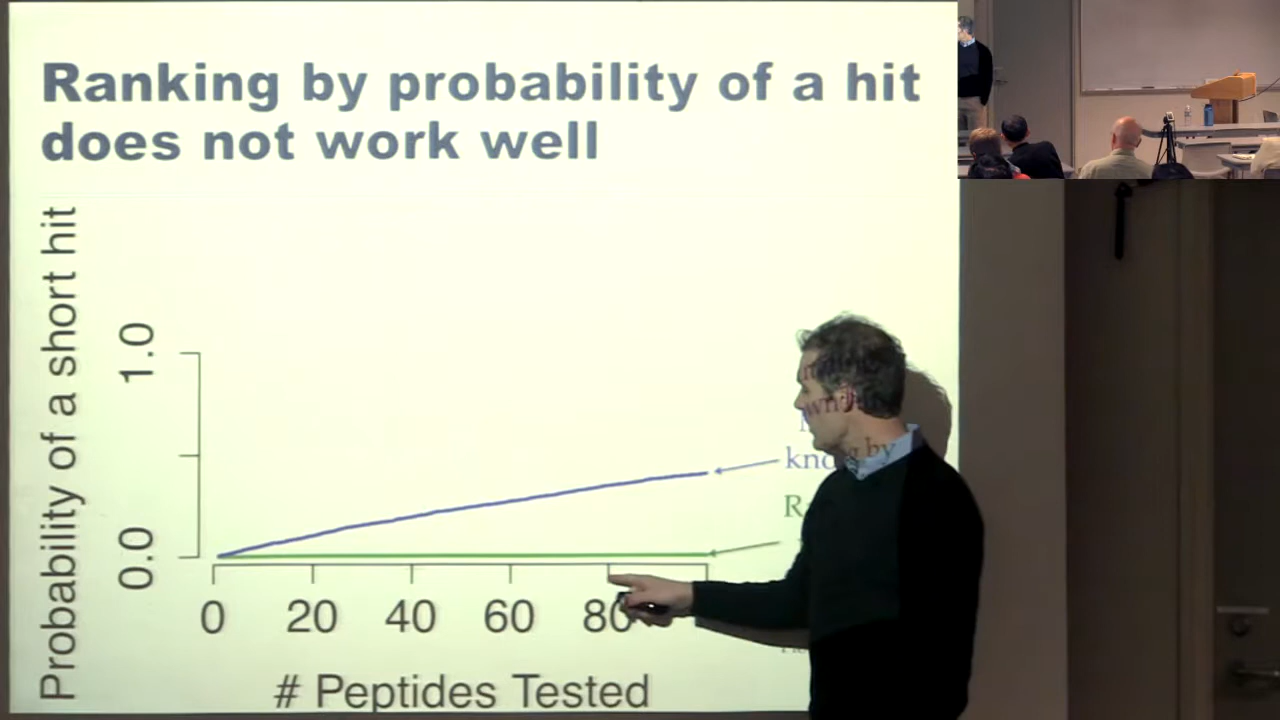 Ranking by probability of a hit
does not work well
Probability of a short hit
1.0
0.0
0 20 40 60 80
# Peptides Tested
by